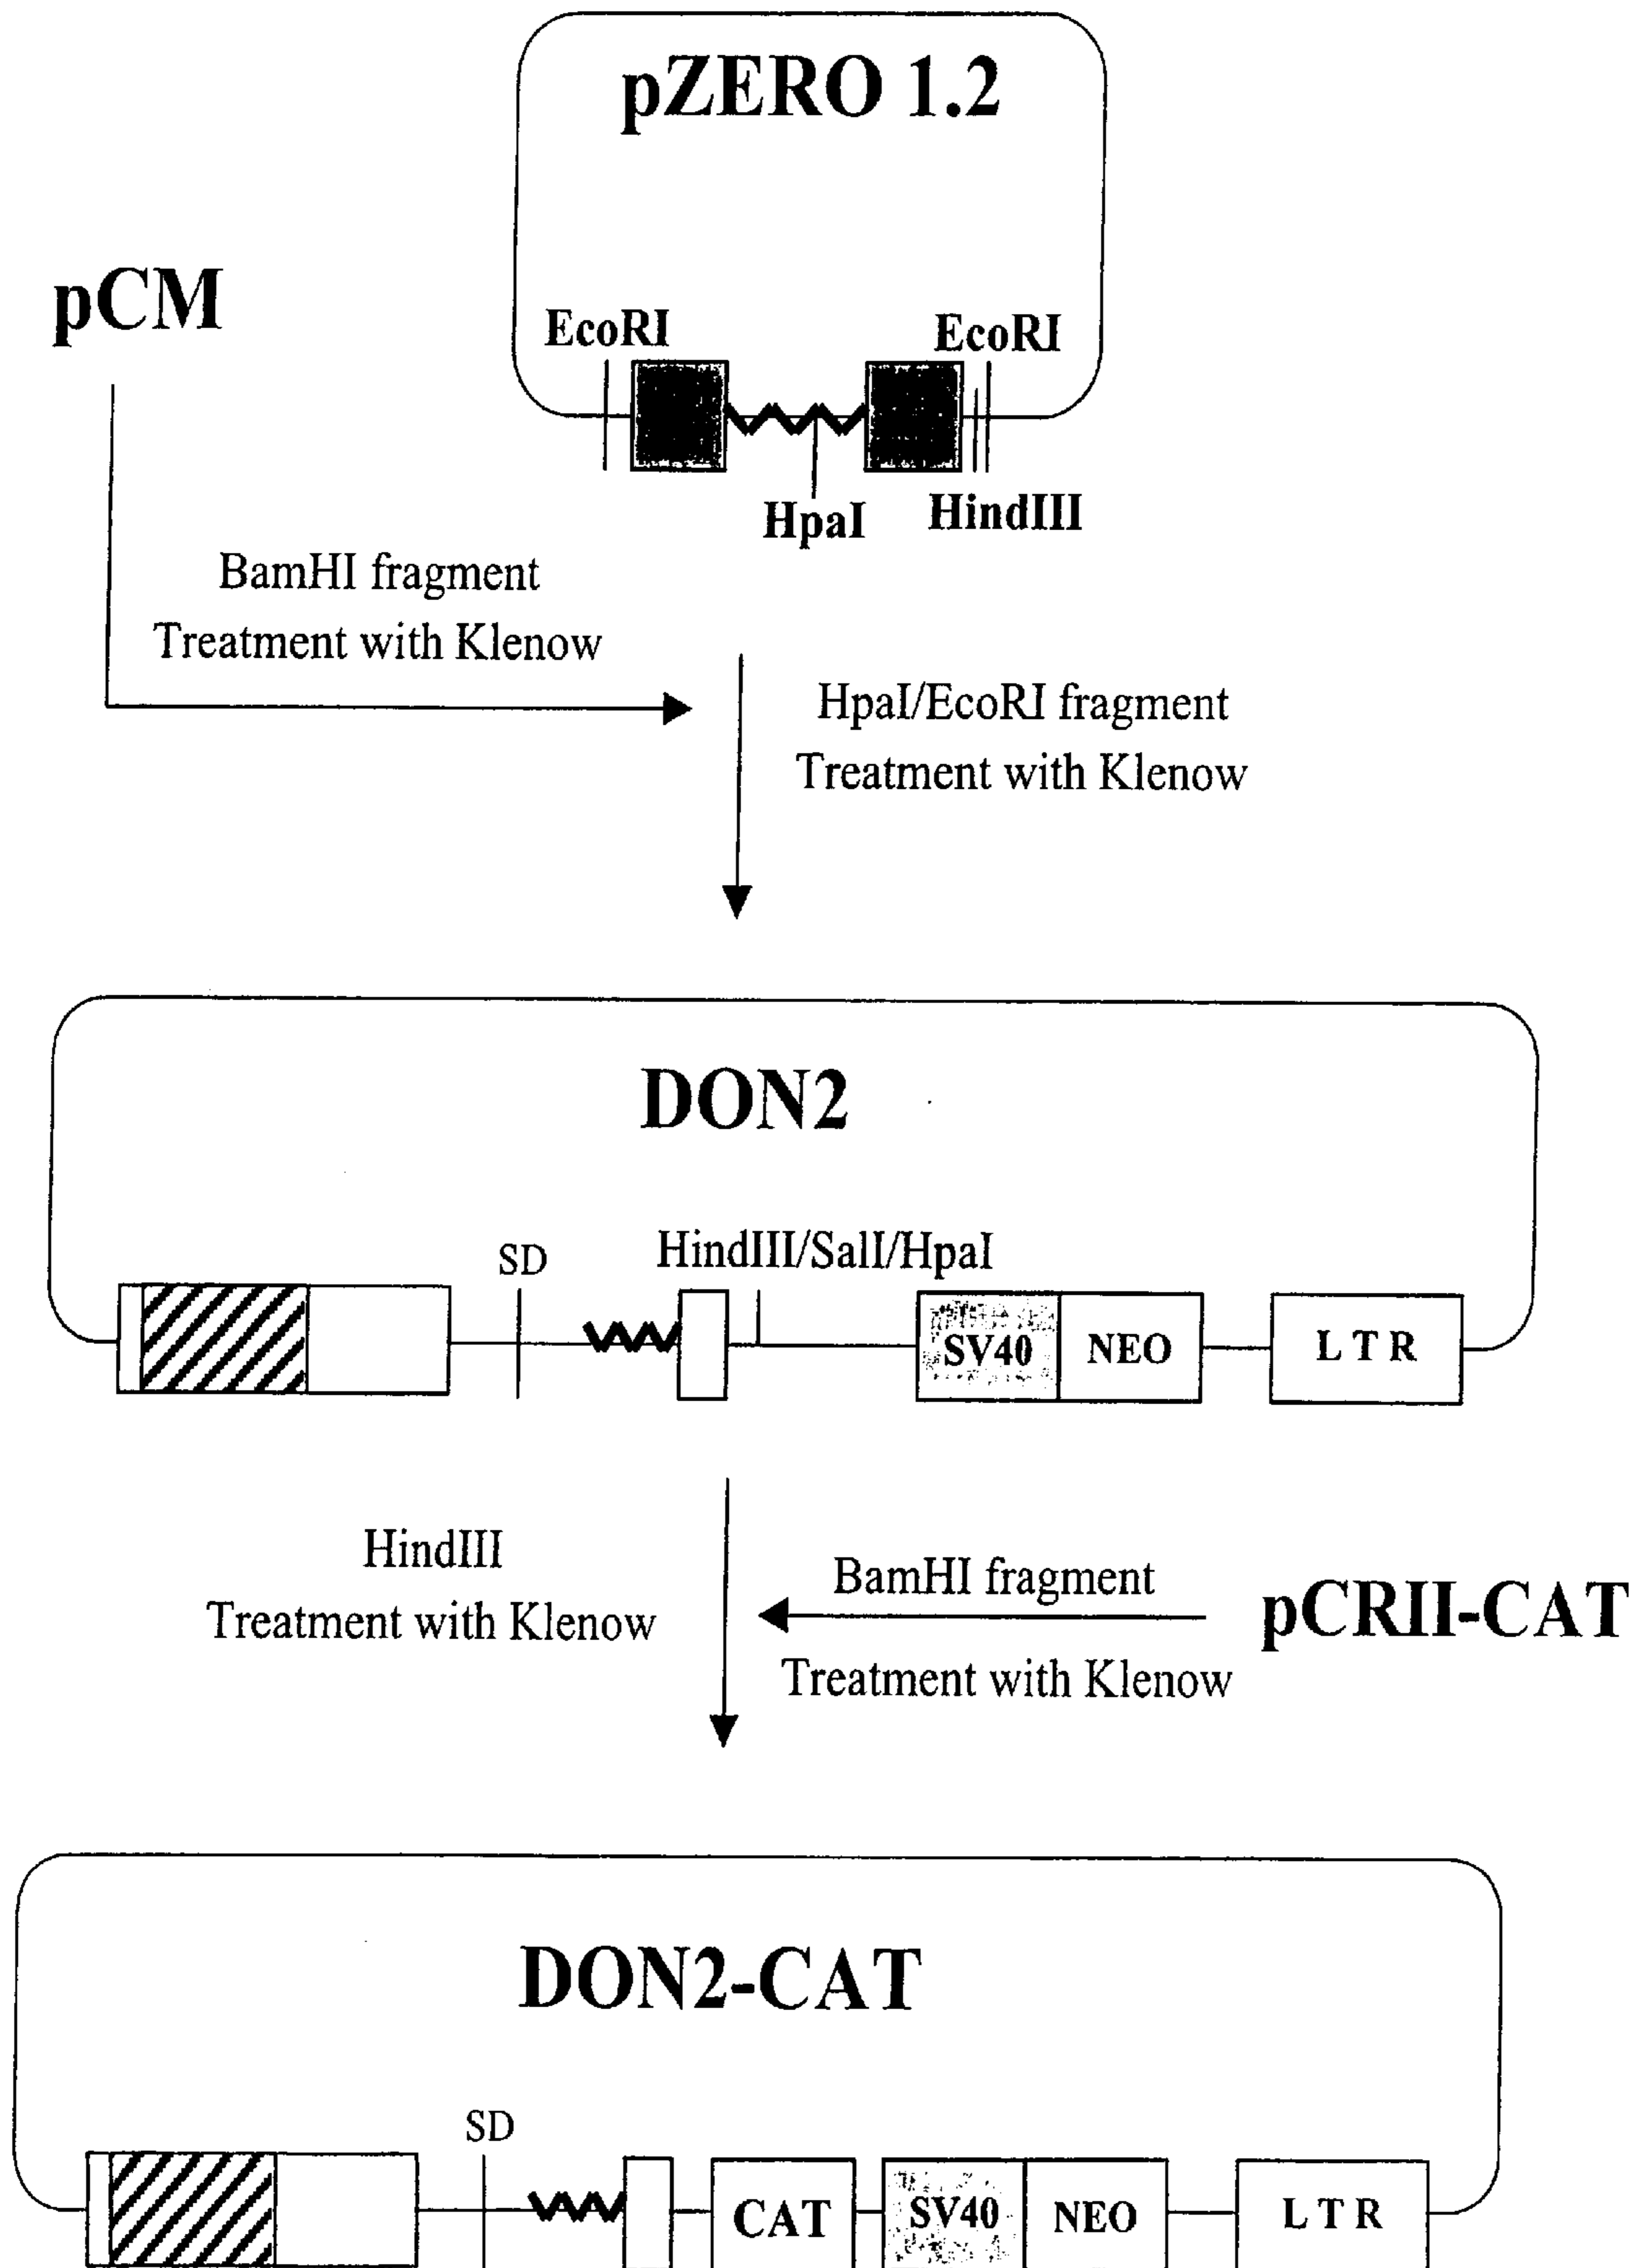 pZERO 1.2
pCM
EcoRI
EcoRI
HpaI
HindIII
BamHI fragment
Treatment with Klenow
HpaI/EcoRI fragment
Treatment with Klenow
DON2
SD
HindIII/SalI/HpaI
SV40
NEO
LTR
HindIII
Treatment with Klenow
BamHI fragment
Treatment with Klenow
pCRII-CAT
DON2-CAT
SD
CAT
SV40
NEO
LTR